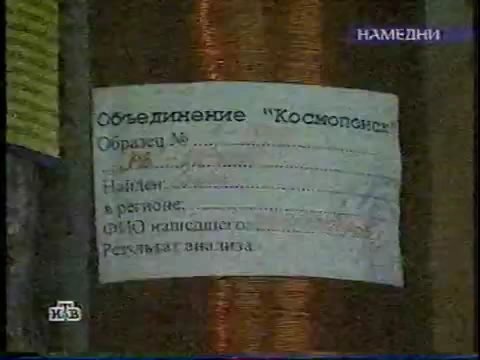 НАМЕДНИ
Объединение "Космопоиск"
Образец №
Найден:
в регионе:
ФИО нашедшего:
Результат анализа
НТВ